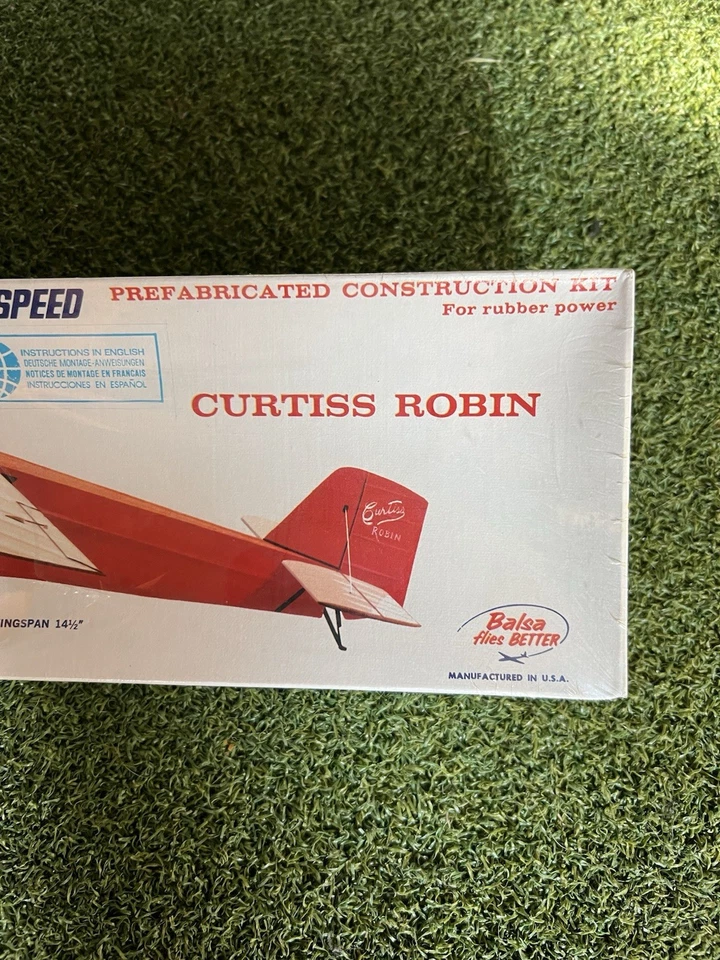 SPEED
PREFABRICATED CONSTRUCTION KIT
For rubber power
INSTRUCTIONS IN ENGLISH
DEUTSCHE MONTAGE-ANWEISUNGEN
NOTICES DE MONTAGE EN FRANCAIS
INSTRUCCIONES EN ESPAÑOL
CURTISS ROBIN
Curtiss
ROBIN
INGSPAN 14½"
Balsa
flies BETTER
MANUFACTURED IN U.S.A.